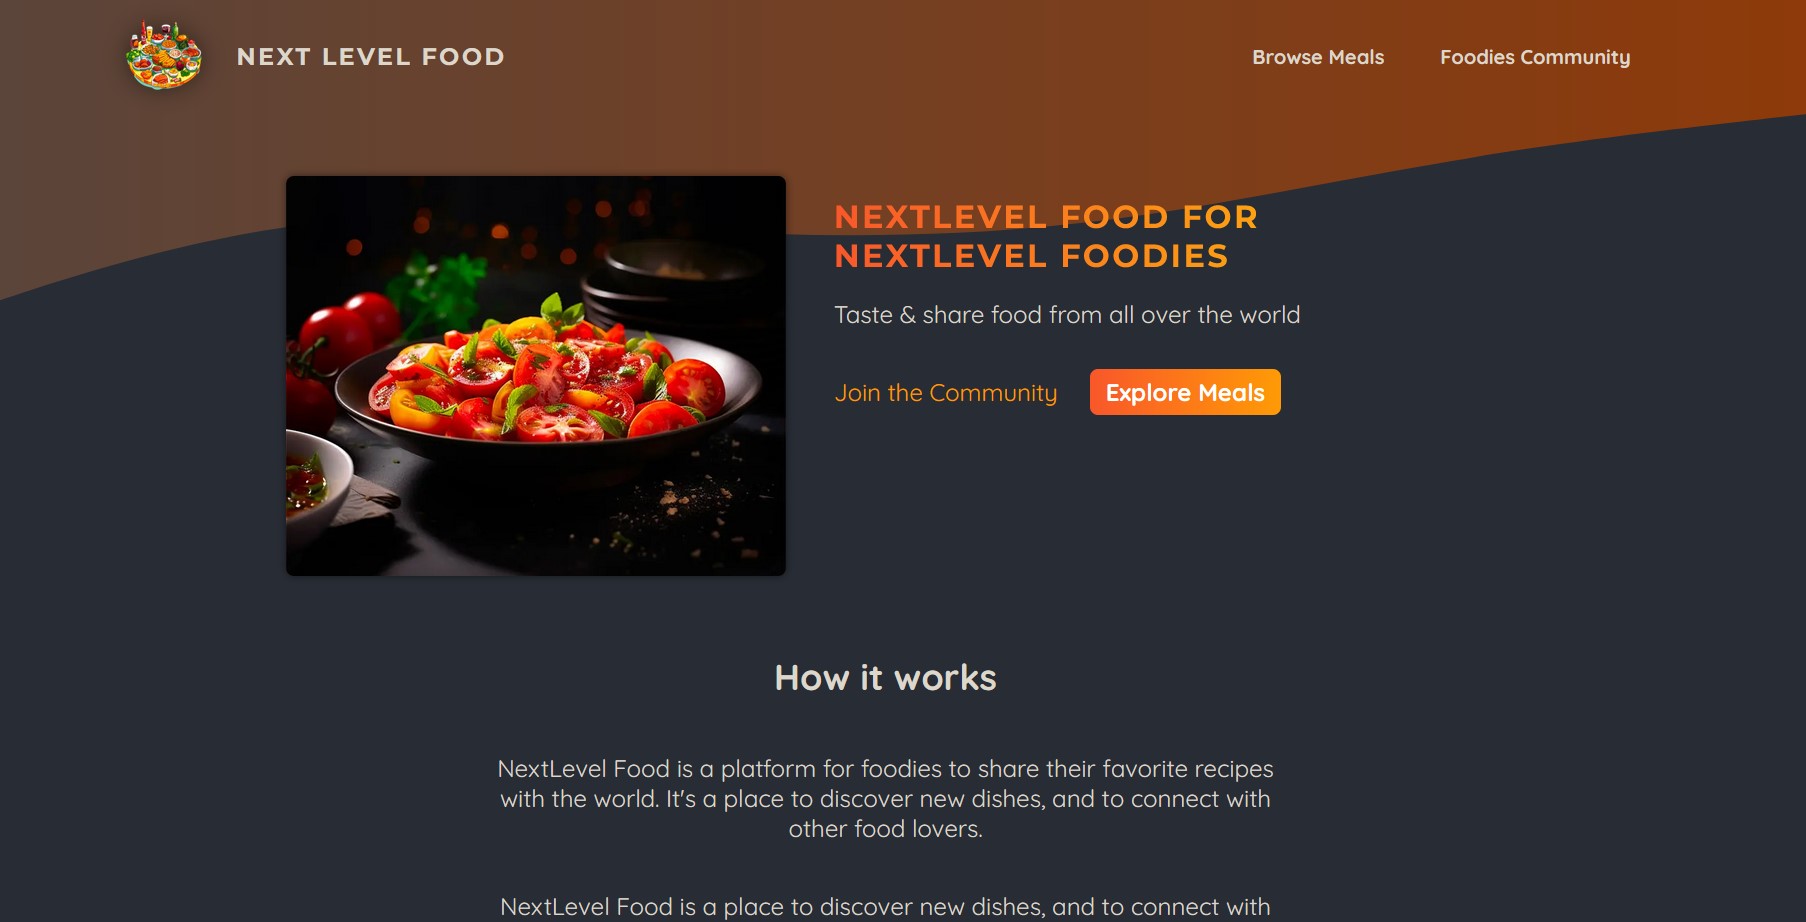 NEXT LEVEL FOOD
Browse Meals
Foodies Community
NEXTLEVEL FOOD FOR
NEXTLEVEL FOODIES
Taste & share food from all over the world
Join the Community
Explore Meals
How it works
NextLevel Food is a platform for foodies to share their favorite recipes
with the world. It's a place to discover new dishes, and to connect with
other food lovers.
NextLevel Food is a place to discover new dishes, and to connect with